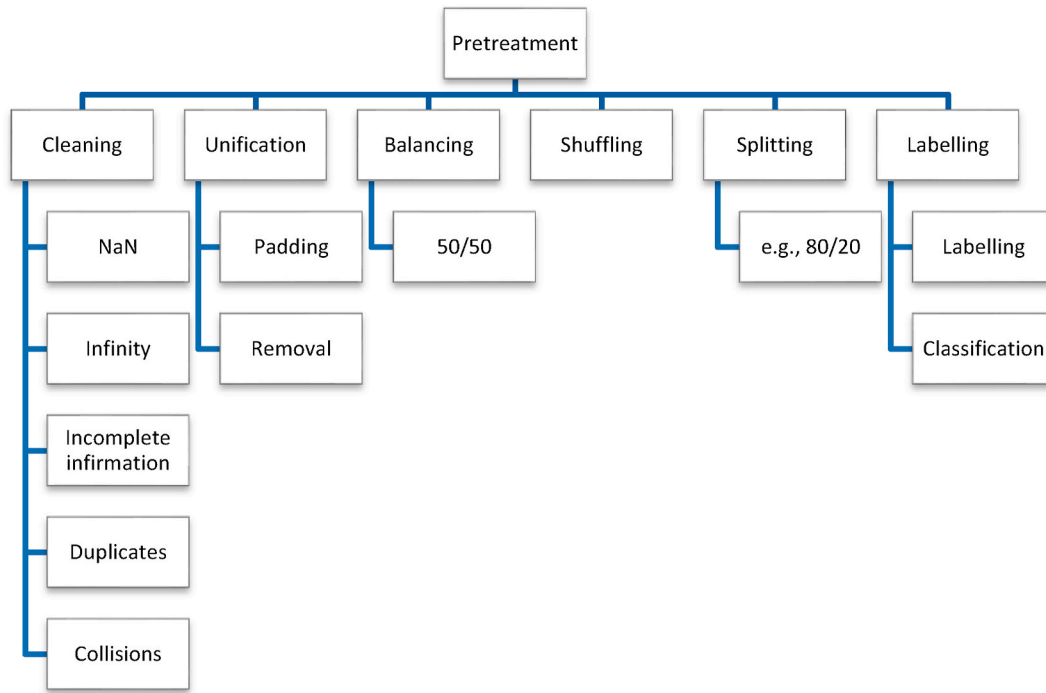 Pretreatment
Cleaning
Unification
Balancing
Shuffling
Splitting
Labelling
NaN
Padding
50/50
e.g., 80/20
Labelling
Infinity
Removal
Classification
Incomplete
infirmation
Duplicates
Collisions